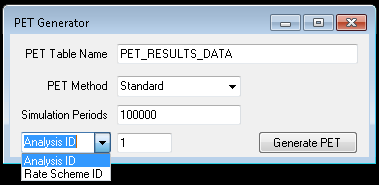 PET Generator
PET Table Name PET_RESULTS_DATA
PET Method Standard
Simulation Periods 100000
Analysis ID 1 Generate PET
Analysis ID
Rate Scheme ID